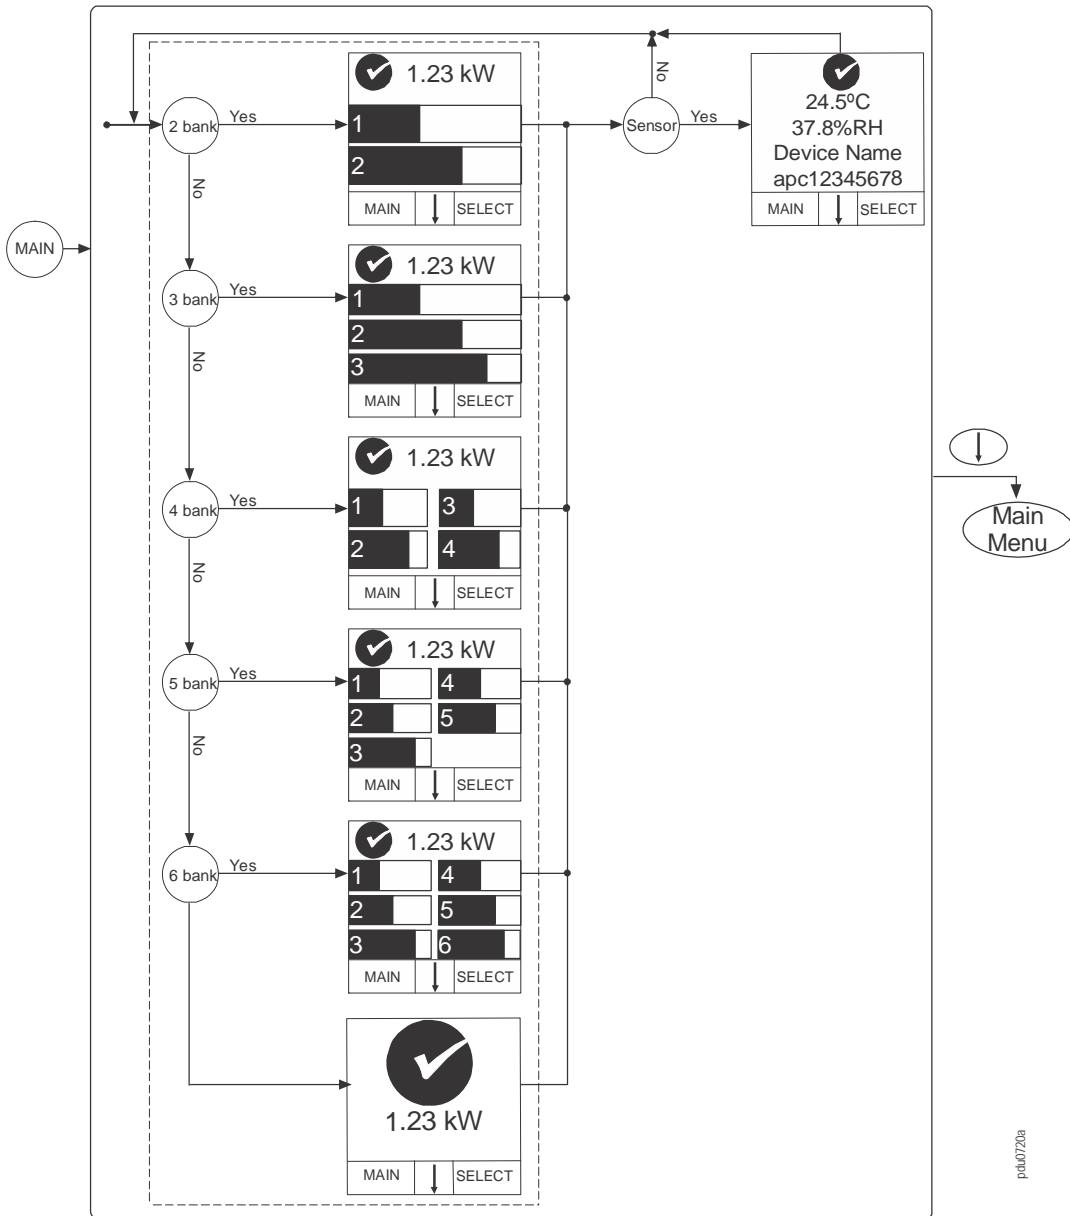 MAIN
2 bank
Yes
No
1.23 kW
1
2
MAIN
SELECT
Sensor
No
Yes
24.5ºC
37.8%RH
Device Name
apc12345678
MAIN
SELECT
3 bank
Yes
No
1.23 kW
1
2
3
MAIN
SELECT
4 bank
Yes
No
1.23 kW
1
3
2
4
MAIN
SELECT
5 bank
Yes
No
1.23 kW
1
4
2
5
3
MAIN
SELECT
6 bank
Yes
1.23 kW
1
4
2
5
3
6
MAIN
SELECT
1.23 kW
MAIN
SELECT
Main
Menu
pdu0720a